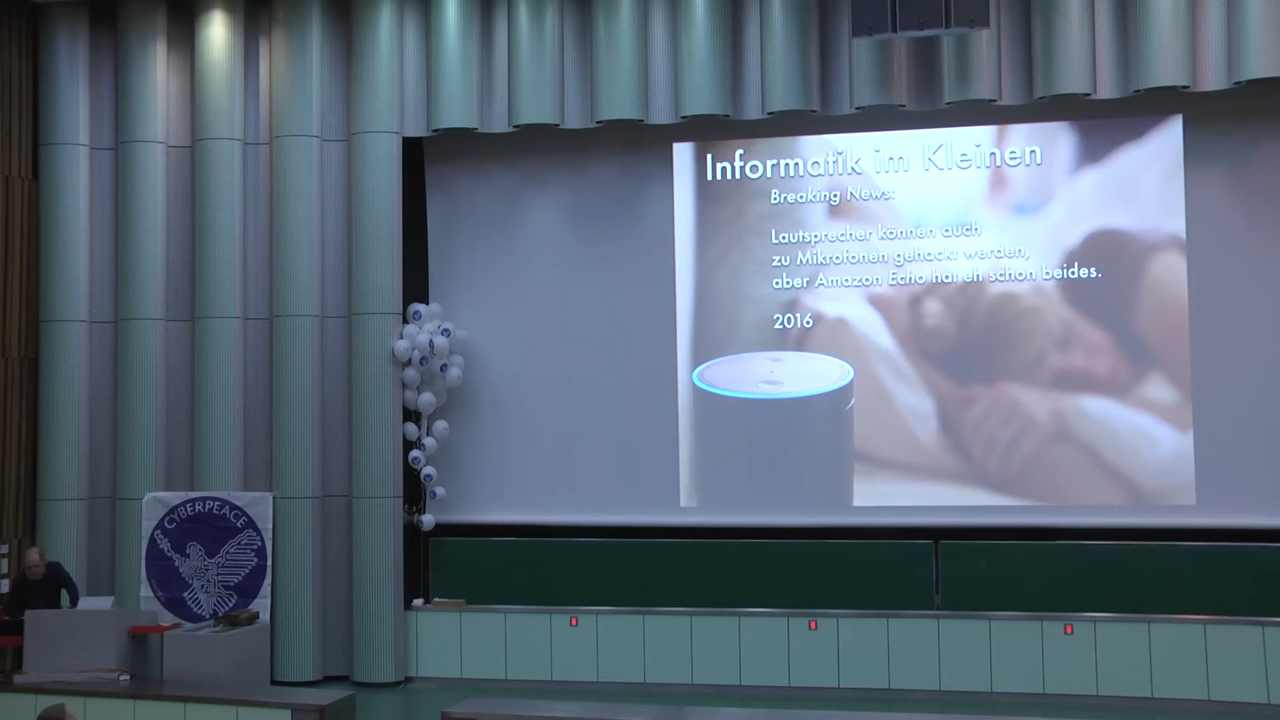 Informatik im Kleinen
Breaking News:
Lautsprecher können auch
zu Mikrofonen gehackt werden,
aber Amazon Echo hat eh schon beides.
2016
CYBERPEACE